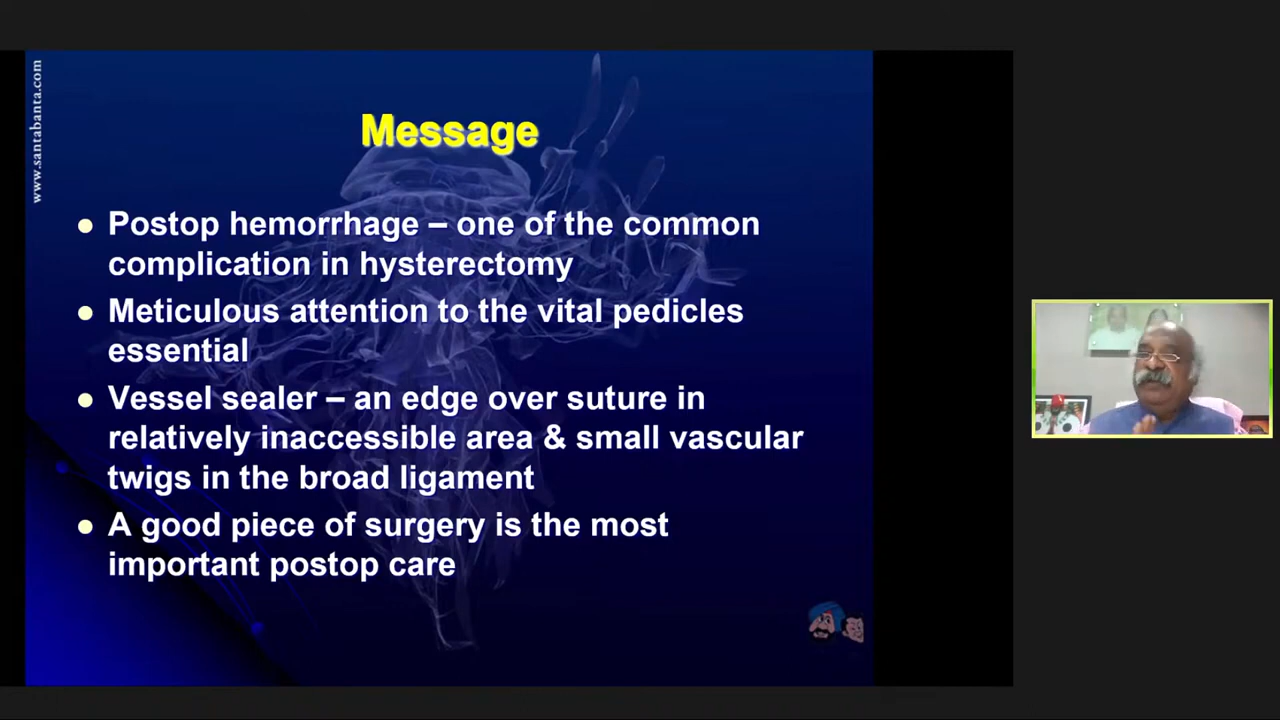 www.santabanta.com
Message
Postop hemorrhage – one of the common
complication in hysterectomy
Meticulous attention to the vital pedicles
essential
Vessel sealer – an edge over suture in
relatively inaccessible area & small vascular
twigs in the broad ligament
A good piece of surgery is the most
important postop care